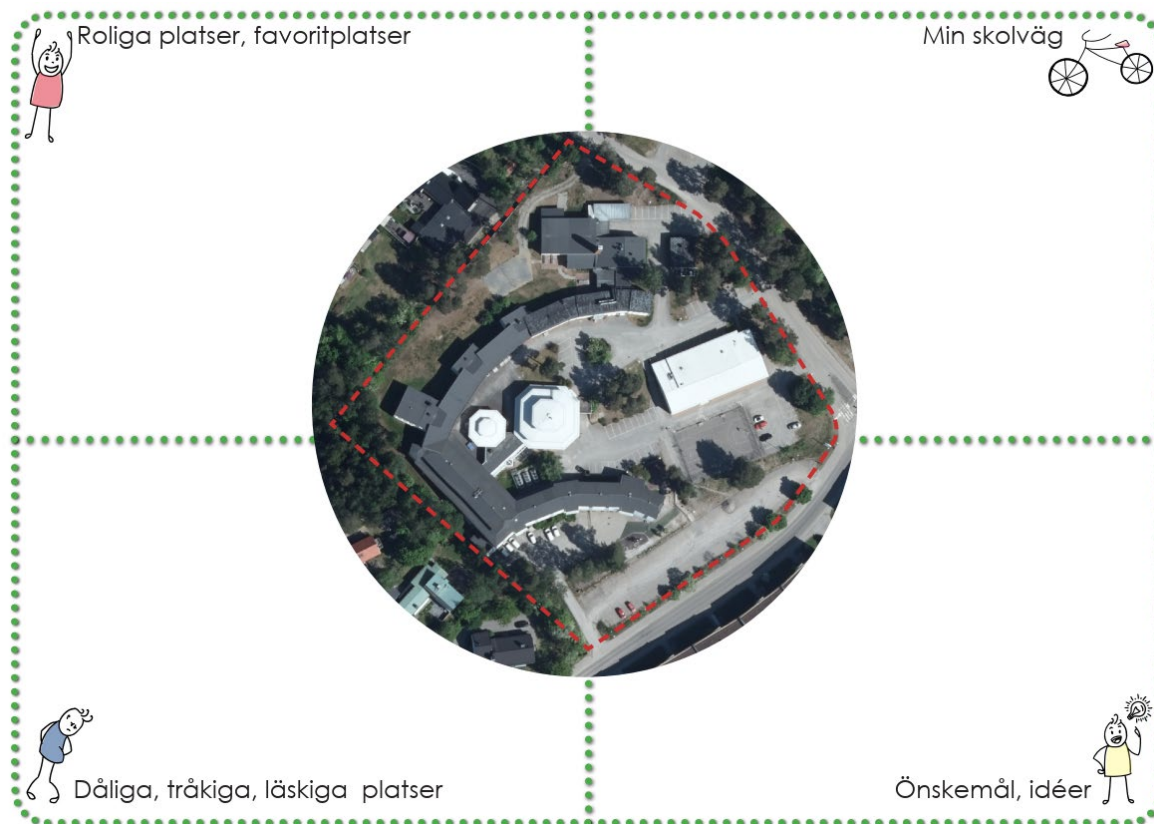 Roliga platser, favoritplatser
Min skolväg
Dåliga, tråkiga, läskiga platser
Önskemål, idéer